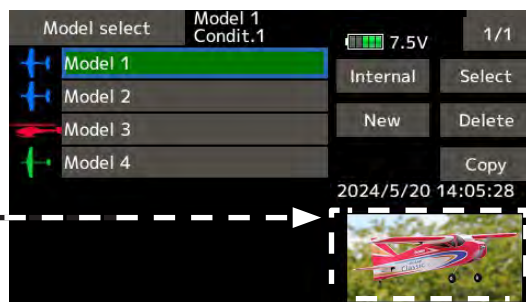 Model select
Model 1
Condit.1
7.5V
1/1
Model 1
Model 2
Model 3
Model 4
Internal
Select
New
Delete
Copy
2024/5/20 14:05:28
Classic